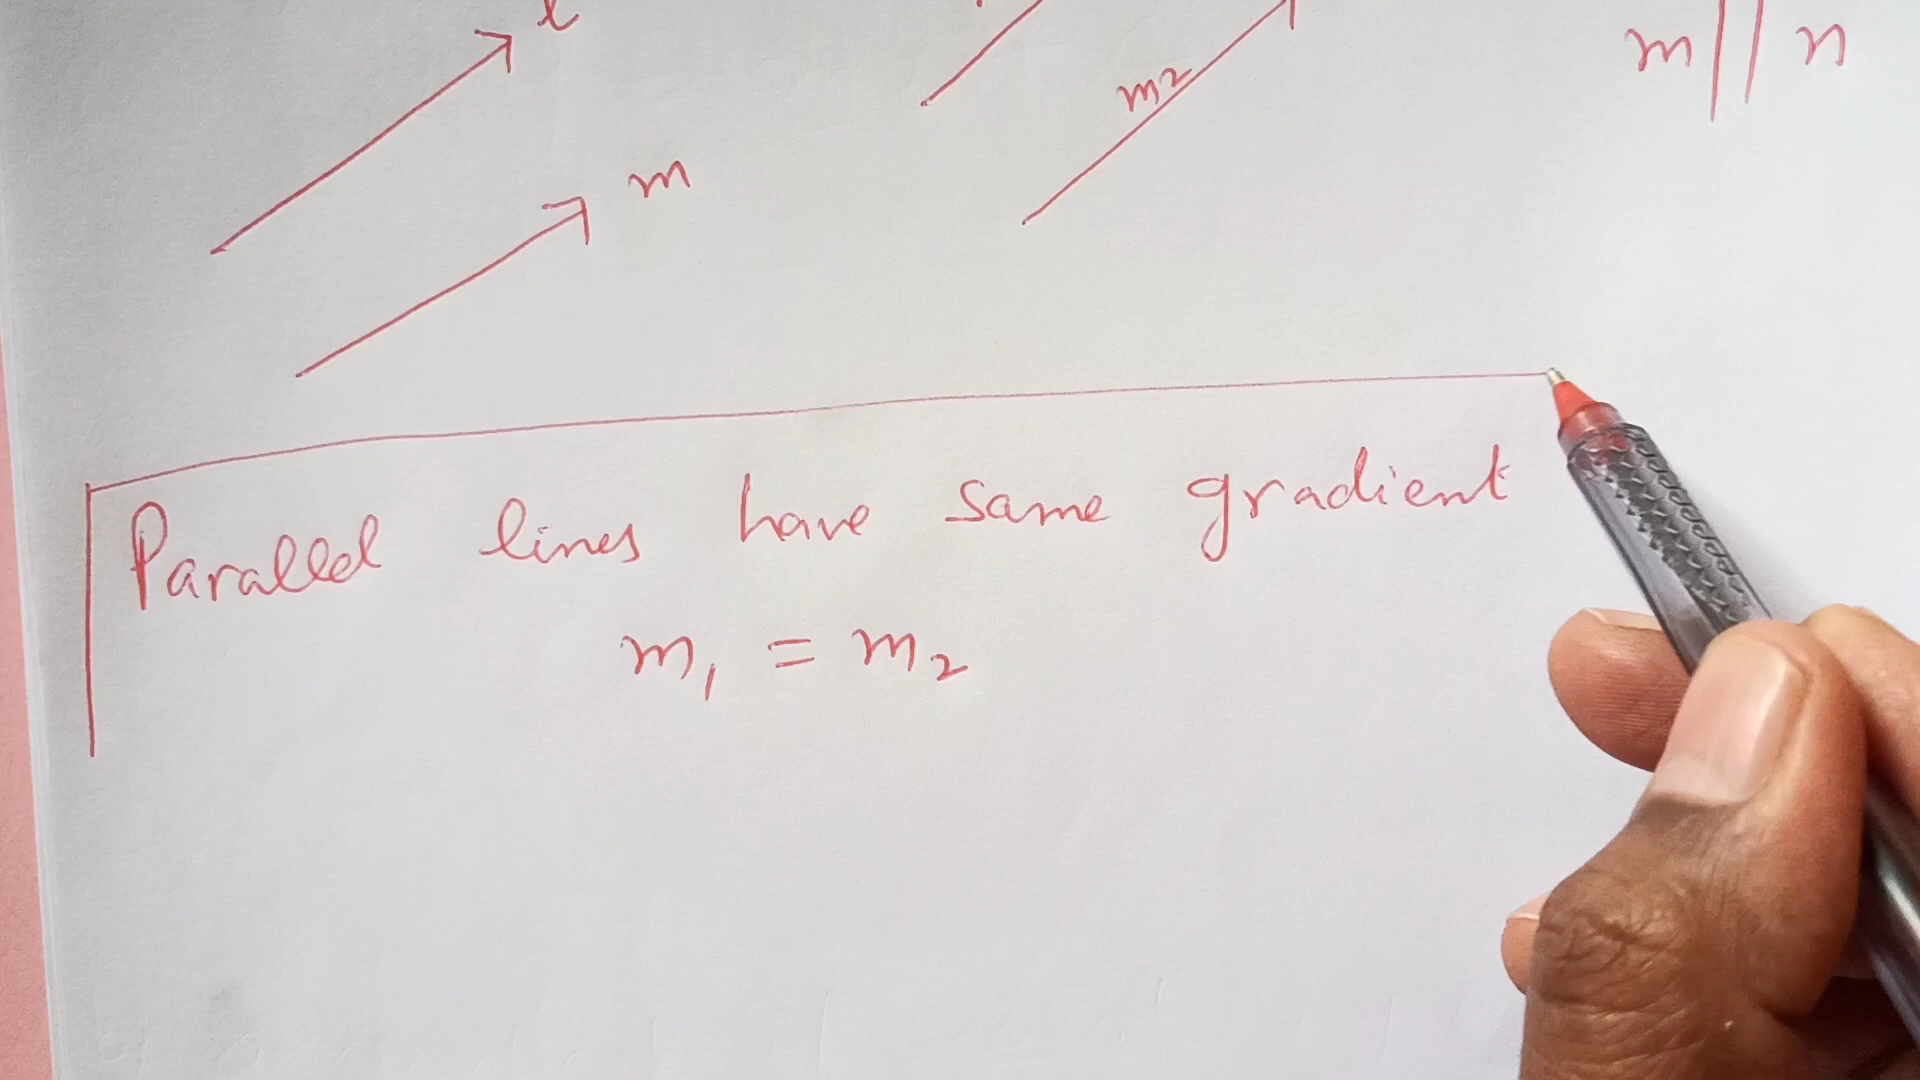 l
m
m2
m || n
Parallel lines have same gradient
m₁ = m₂